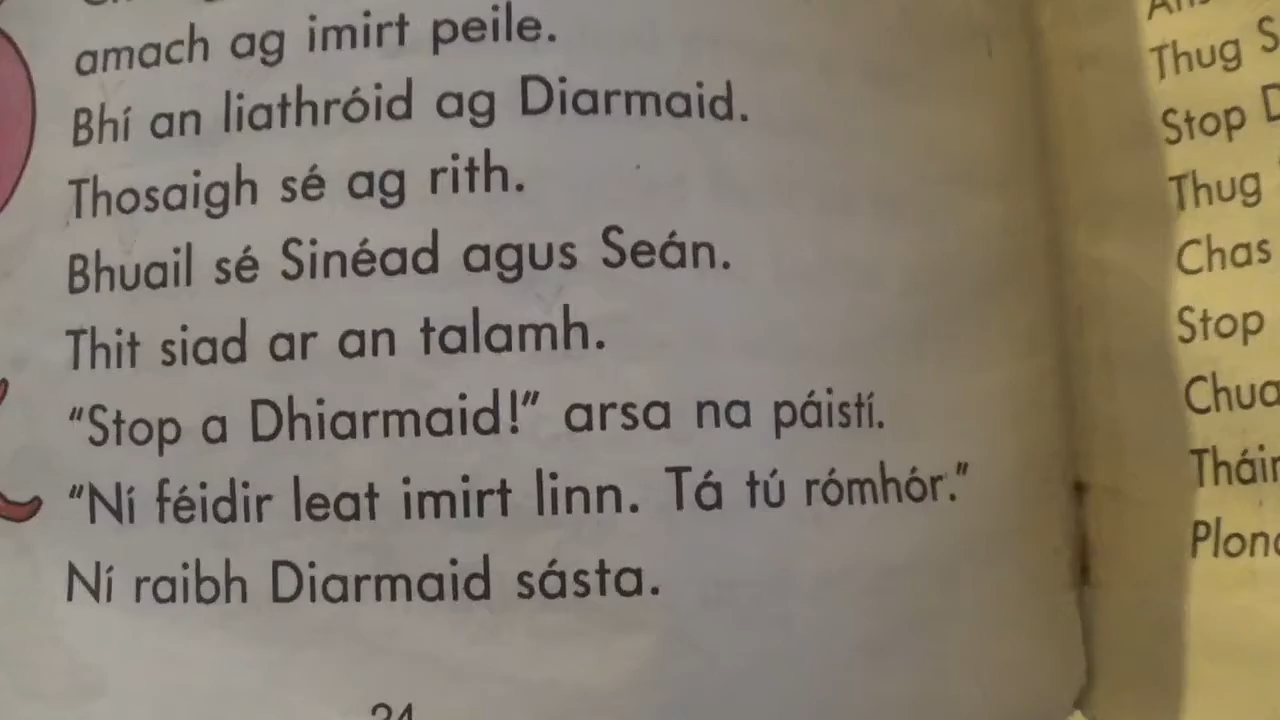 amach ag imirt peile.
Bhí an liathróid ag Diarmaid.
Thosaigh sé ag rith.
Bhuail sé Sinéad agus Seán.
Thit siad ar an talamh.
“Stop a Dhiarmaid!” arsa na páistí.
“Ní féidir leat imirt linn. Tá tú rómhór.”
Ní raibh Diarmaid sásta.
Thug
Stop
Thug
Chas
Stop